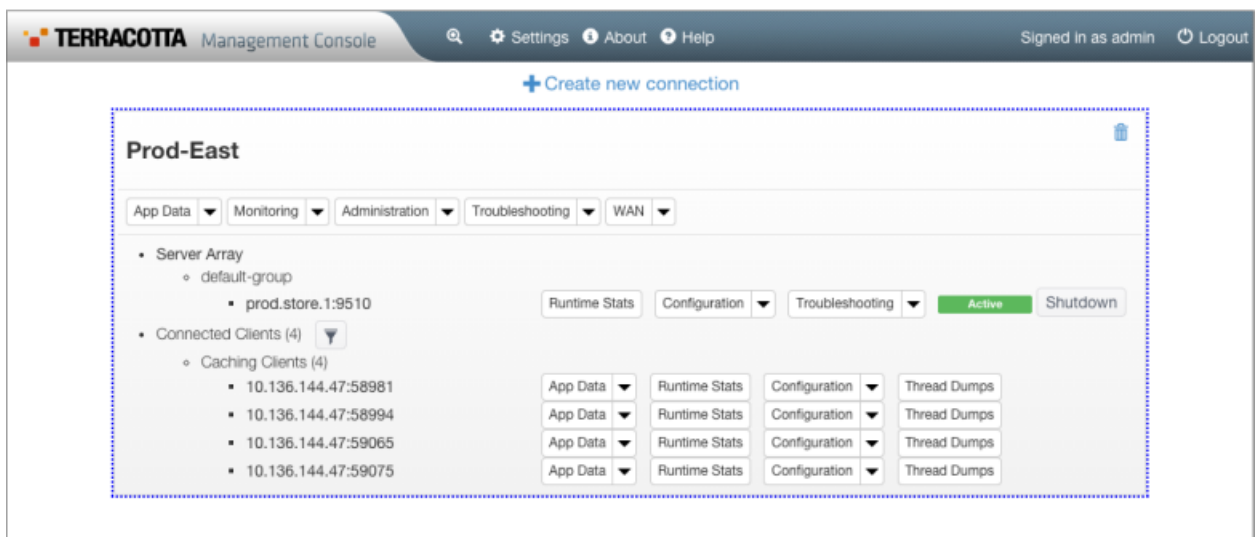 TERRACOTTA Management Console Settings About Help Signed in as admin Logout
Create new connection
Prod-East
App Data Monitoring Administration Troubleshooting WAN
Server Array
default-group
prod.store.1:9510 Runtime Stats Configuration Troubleshooting Active Shutdown
Connected Clients (4)
Caching Clients (4)
10.136.144.47:58981 App Data Runtime Stats Configuration Thread Dumps
10.136.144.47:58994 App Data Runtime Stats Configuration Thread Dumps
10.136.144.47:59065 App Data Runtime Stats Configuration Thread Dumps
10.136.144.47:59075 App Data Runtime Stats Configuration Thread Dumps